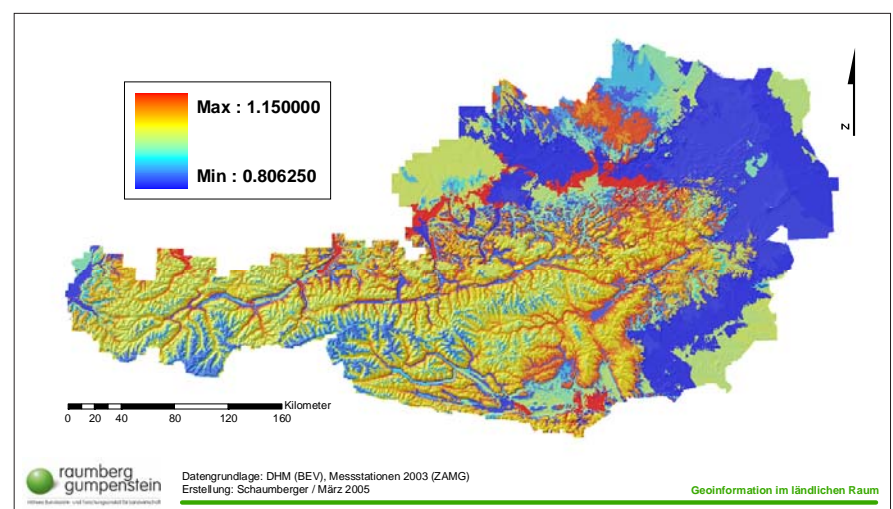 Max : 1.150000
Min : 0.806250
N
Kilometer
0 10 20 40 80 120 160
raumberg
gumpenstein
Datengrundlage: DHM (BEV), Messstationen 2003 (ZAMG)
Erstellung: Schaumberger / März 2005
Geoinformation im ländlichen Raum